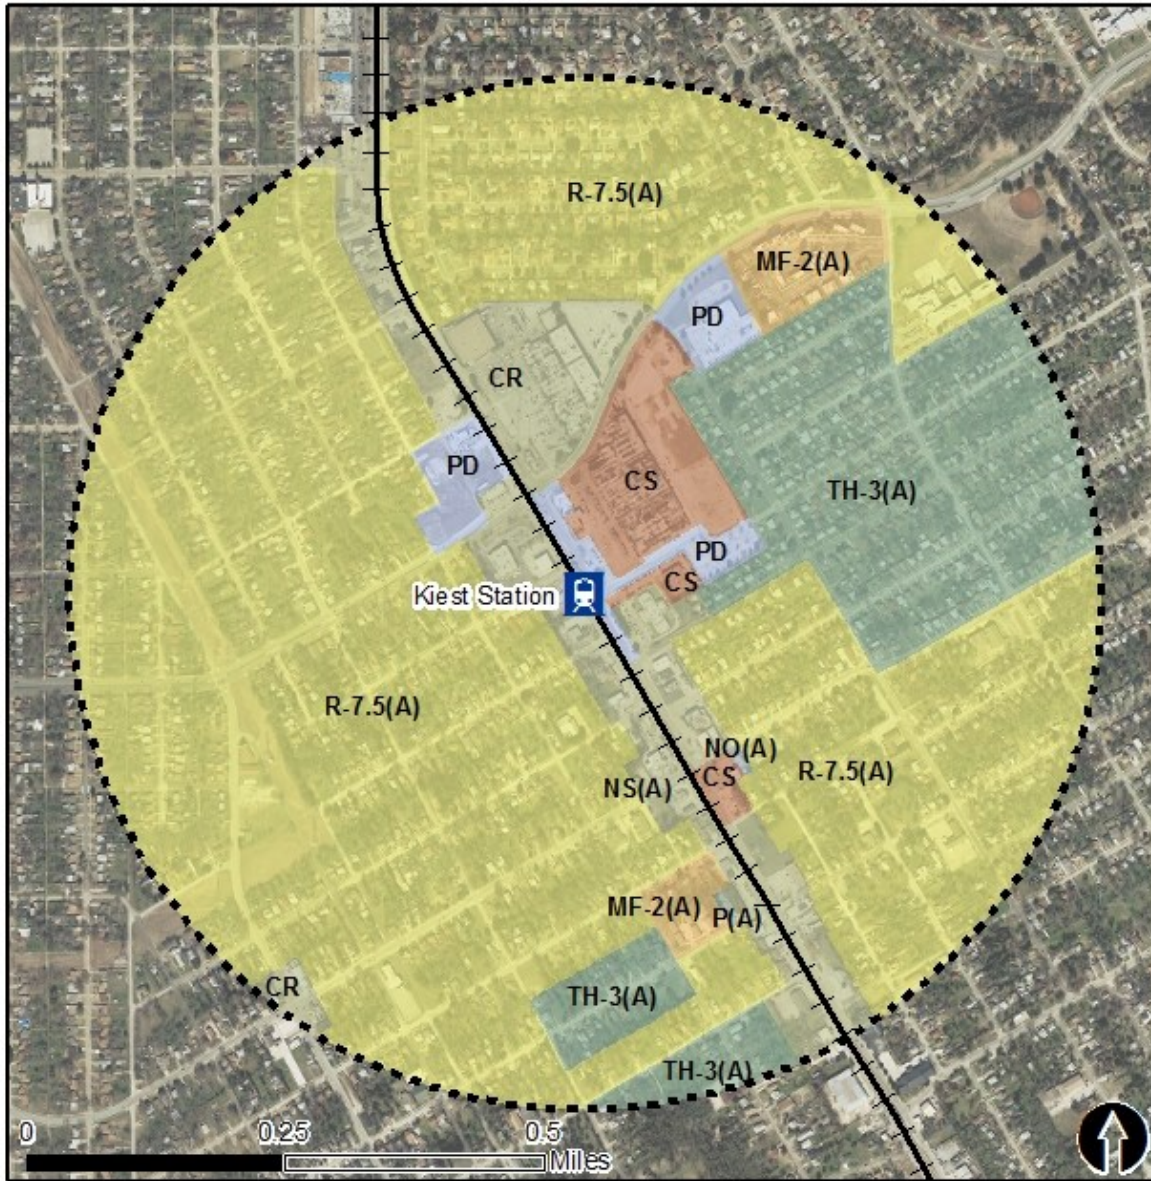 R-7.5(A)
MF-2(A)
PD
CR
PD
CS
TH-3(A)
PD
CS
Kiest Station
R-7.5(A)
NO(A)
CS
R-7.5(A)
NS(A)
MF-2(A)
P(A)
CR
TH-3(A)
TH-3(A)
0 0.25 0.5
Miles